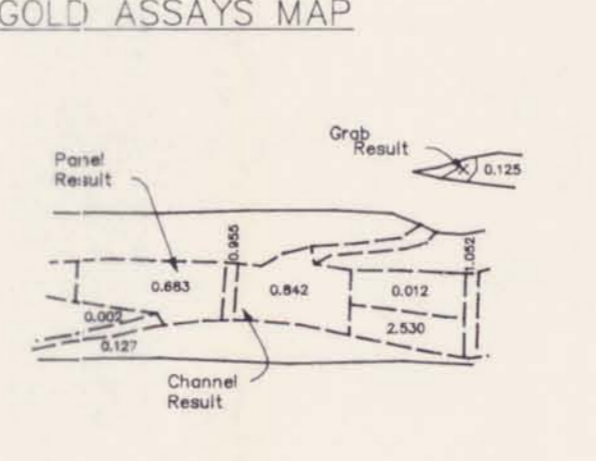 GOLD ASSAYS MAP
Grab
Result
0.125
Panel
Result
0.955
1.052
0.683
0.842
0.012
0.002
2.530
0.127
Channel
Result